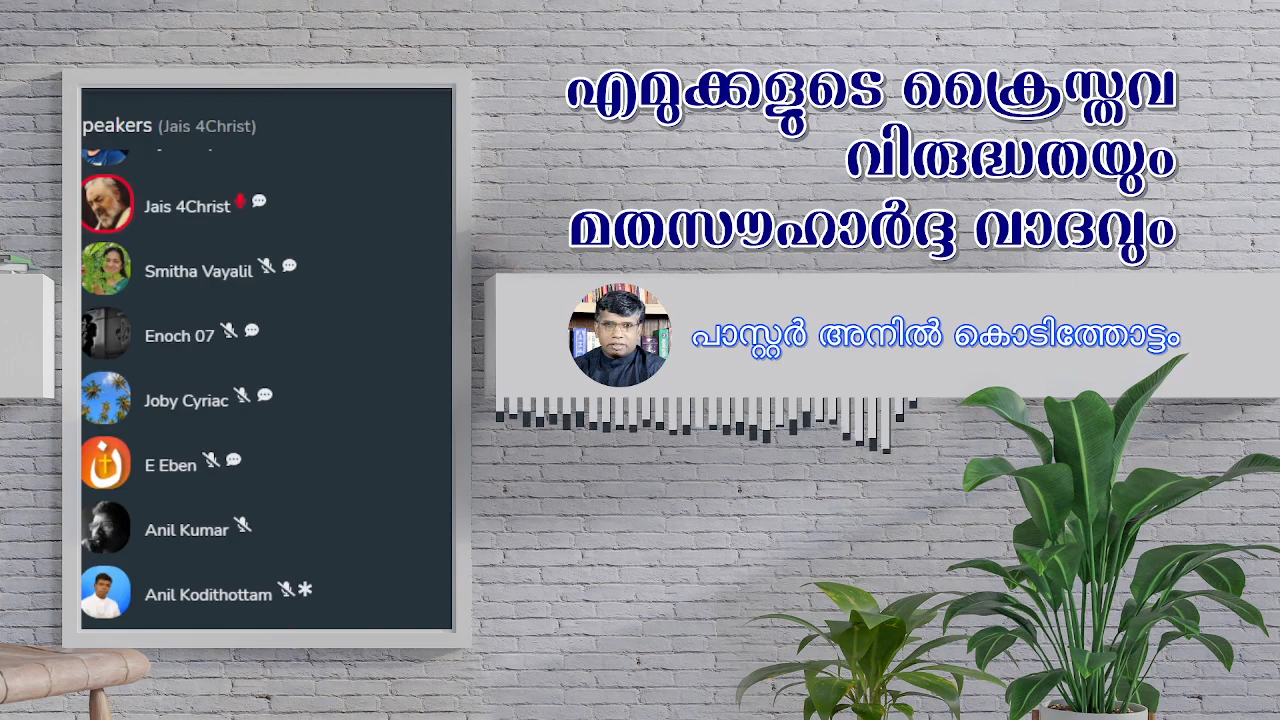 peakers (Jais 4Christ)
Jais 4Christ
Smitha Vayalil
Enoch 07
Joby Cyriac
E Eben
Anil Kumar
Anil Kodithottam
എമുക്കളുടെ ക്രൈസ്തവ
വിരുദ്ധതയും
മതസൗഹാർദ്ദ വാദവും
പാസ്റ്റർ അനിൽ കൊടിത്തോട്ടം